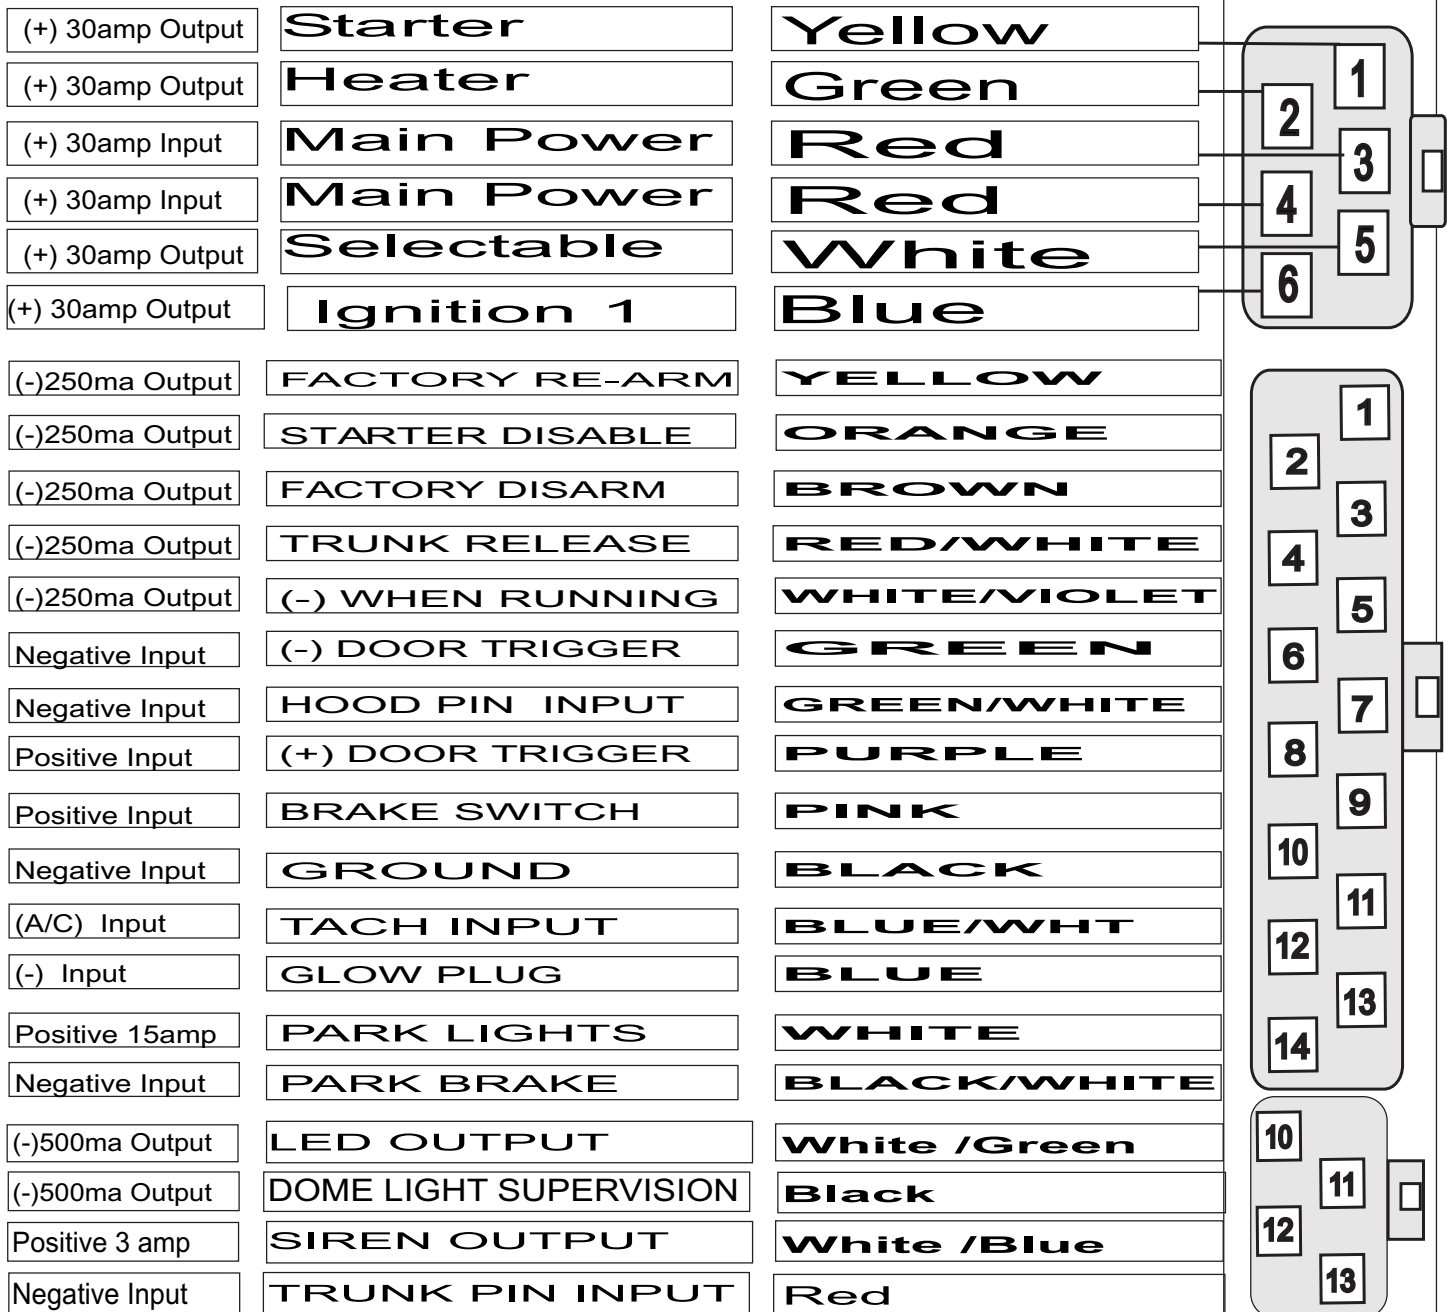 (+) 30amp Output Starter Yellow 1
(+) 30amp Output Heater Green 2
(+) 30amp Input Main Power Red 3
(+) 30amp Input Main Power Red 4
(+) 30amp Output Selectable White 5
(+) 30amp Output Ignition 1 Blue 6
(-)250ma Output FACTORY RE-ARM YELLOW 1
(-)250ma Output STARTER DISABLE ORANGE 2
(-)250ma Output FACTORY DISARM BROWN 3
(-)250ma Output TRUNK RELEASE RED/WHITE 4
(-)250ma Output (-) WHEN RUNNING WHITE/VIOLET 5
Negative Input (-) DOOR TRIGGER GREEN 6
Negative Input HOOD PIN INPUT GREEN/WHITE 7
Positive Input (+) DOOR TRIGGER PURPLE 8
Positive Input BRAKE SWITCH PINK 9
Negative Input GROUND BLACK 10
(A/C) Input TACH INPUT BLUE/WHT 11
(-) Input GLOW PLUG BLUE 12
Positive 15amp PARK LIGHTS WHITE 13
Negative Input PARK BRAKE BLACK/WHITE 14
(-)500ma Output LED OUTPUT White /Green 10
(-)500ma Output DOME LIGHT SUPERVISION Black 11
Positive 3 amp SIREN OUTPUT White /Blue 12
Negative Input TRUNK PIN INPUT Red 13